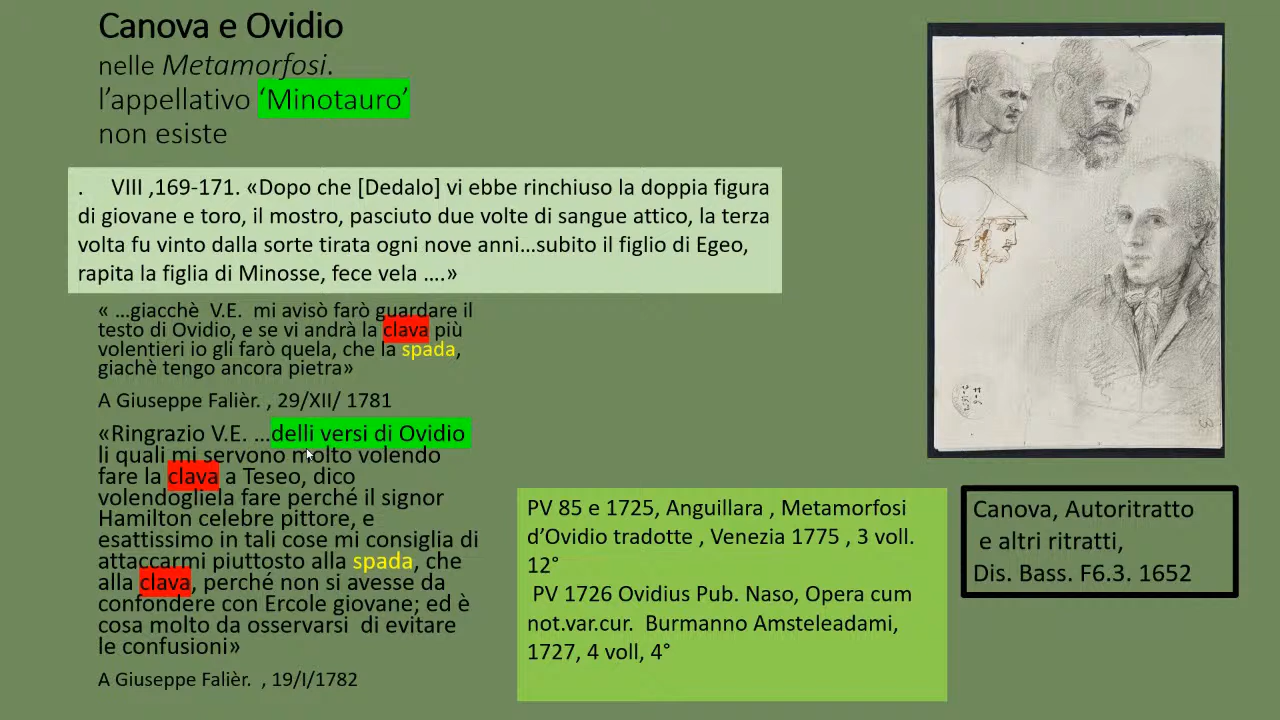 Canova e Ovidio
nelle Metamorfosi.
l’appellativo ‘Minotauro’
non esiste
. VIII ,169-171. «Dopo che [Dedalo] vi ebbe rinchiuso la doppia figura
di giovane e toro, il mostro, pasciuto due volte di sangue attico, la terza
volta fu vinto dalla sorte tirata ogni nove anni...subito il figlio di Egeo,
rapita la figlia di Minosse, fece vela ....»
« ...giacchè V.E. mi avisò farò guardare il
testo di Ovidio, e se vi andrà la clava più
volentieri io gli farò quela, che la spada,
giachè tengo ancora pietra»
A Giuseppe Falièr. , 29/XII/ 1781
«Ringrazio V.E. ...delli versi di Ovidio
li quali mi servono molto volendo
fare la clava a Teseo, dico
volendogliela fare perché il signor
Hamilton celebre pittore, e
esattissimo in tali cose mi consiglia di
attaccarmi piuttosto alla spada, che
alla clava, perché non si avesse da
confondere con Ercole giovane; ed è
cosa molto da osservarsi di evitare
le confusioni»
A Giuseppe Falièr. , 19/I/1782
PV 85 e 1725, Anguillara , Metamorfosi
d’Ovidio tradotte , Venezia 1775 , 3 voll.
12°
PV 1726 Ovidius Pub. Naso, Opera cum
not.var.cur. Burmanno Amsteleadami,
1727, 4 voll, 4°
Canova, Autoritratto
e altri ritratti,
Dis. Bass. F6.3. 1652